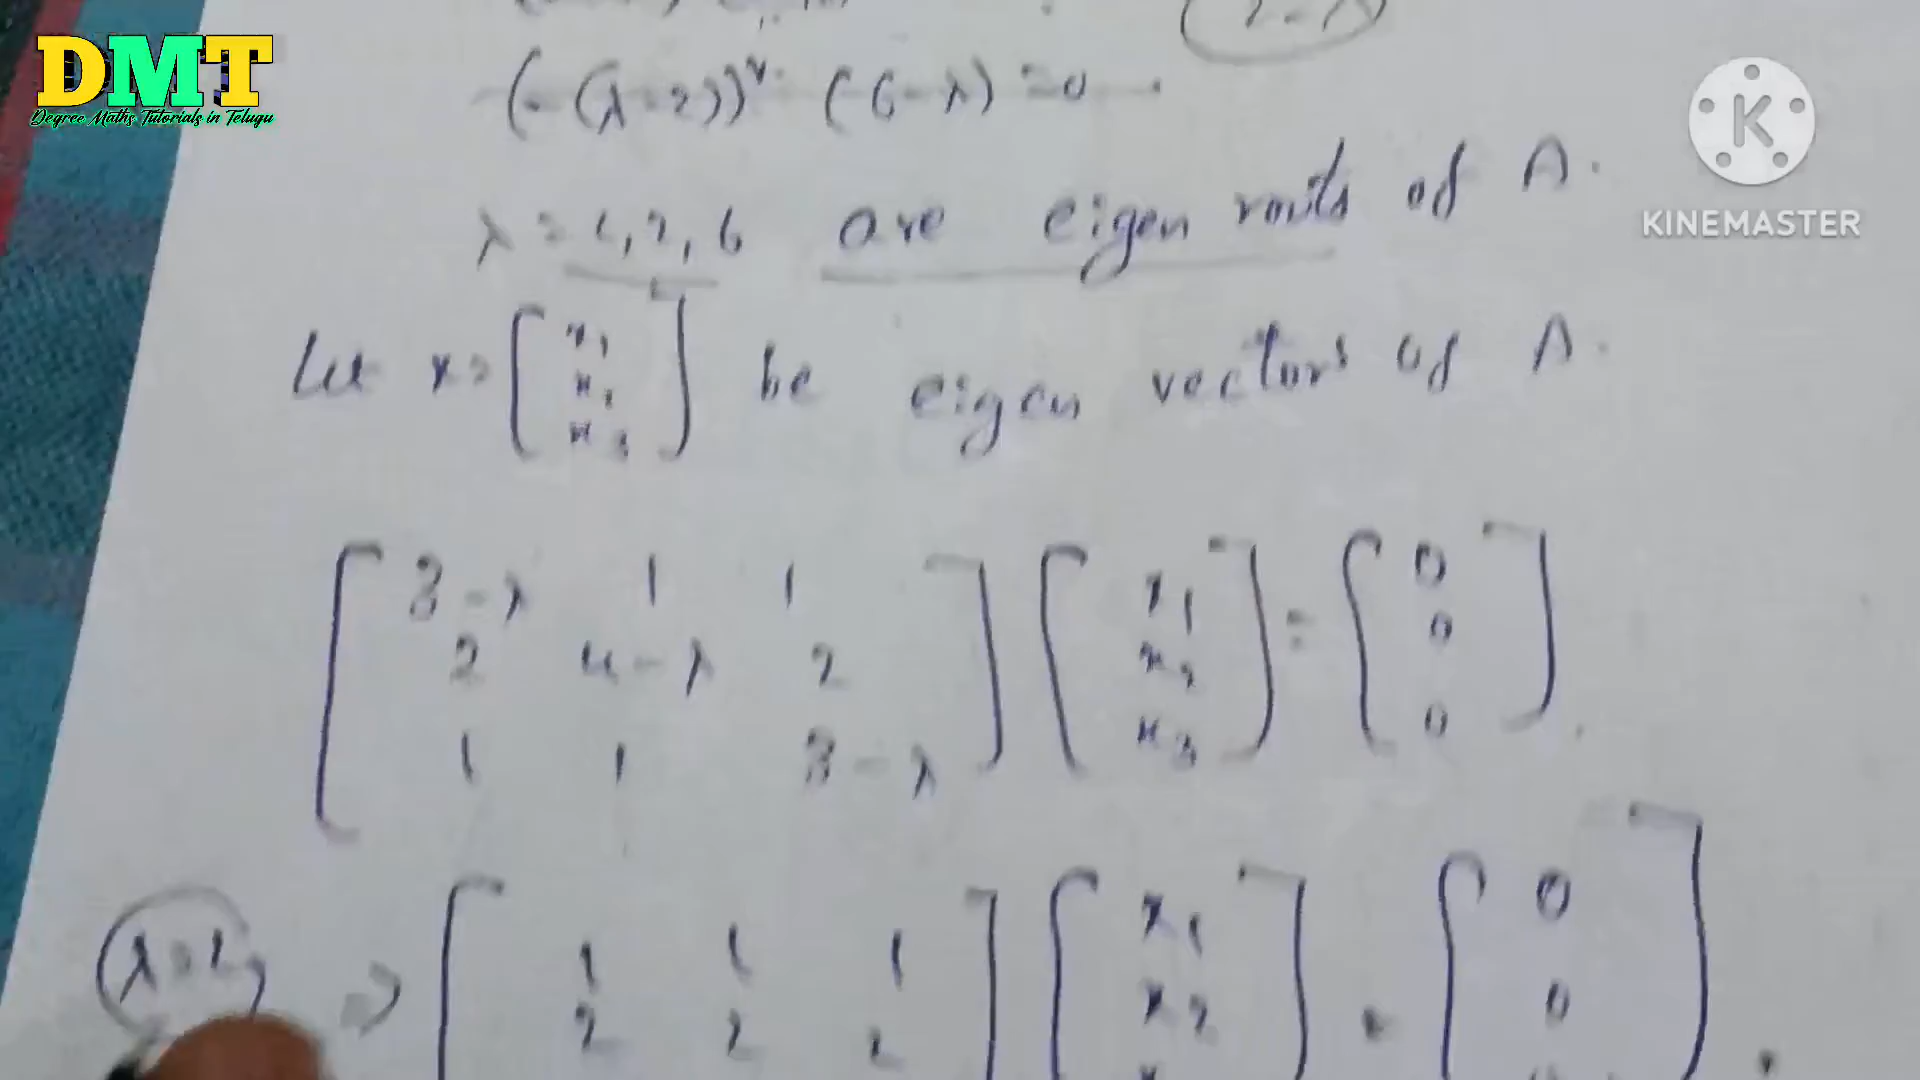 DMT
Degree Maths Tutorials in Telugu
K
KINEMASTER
(-(λ-2))² (-6-λ) =0
λ = 2, 2, 6 are eigen roots of A.
Let x = [x1 x2 x3] be eigen vectors of A.
[3-λ 1 1 [x1 = [0
2 4-λ 2 x2 0
1 1 3-λ] x3] 0]
λ=2, ⇒ [1 1 1 [x1 = [0
2 2 2 x2 0